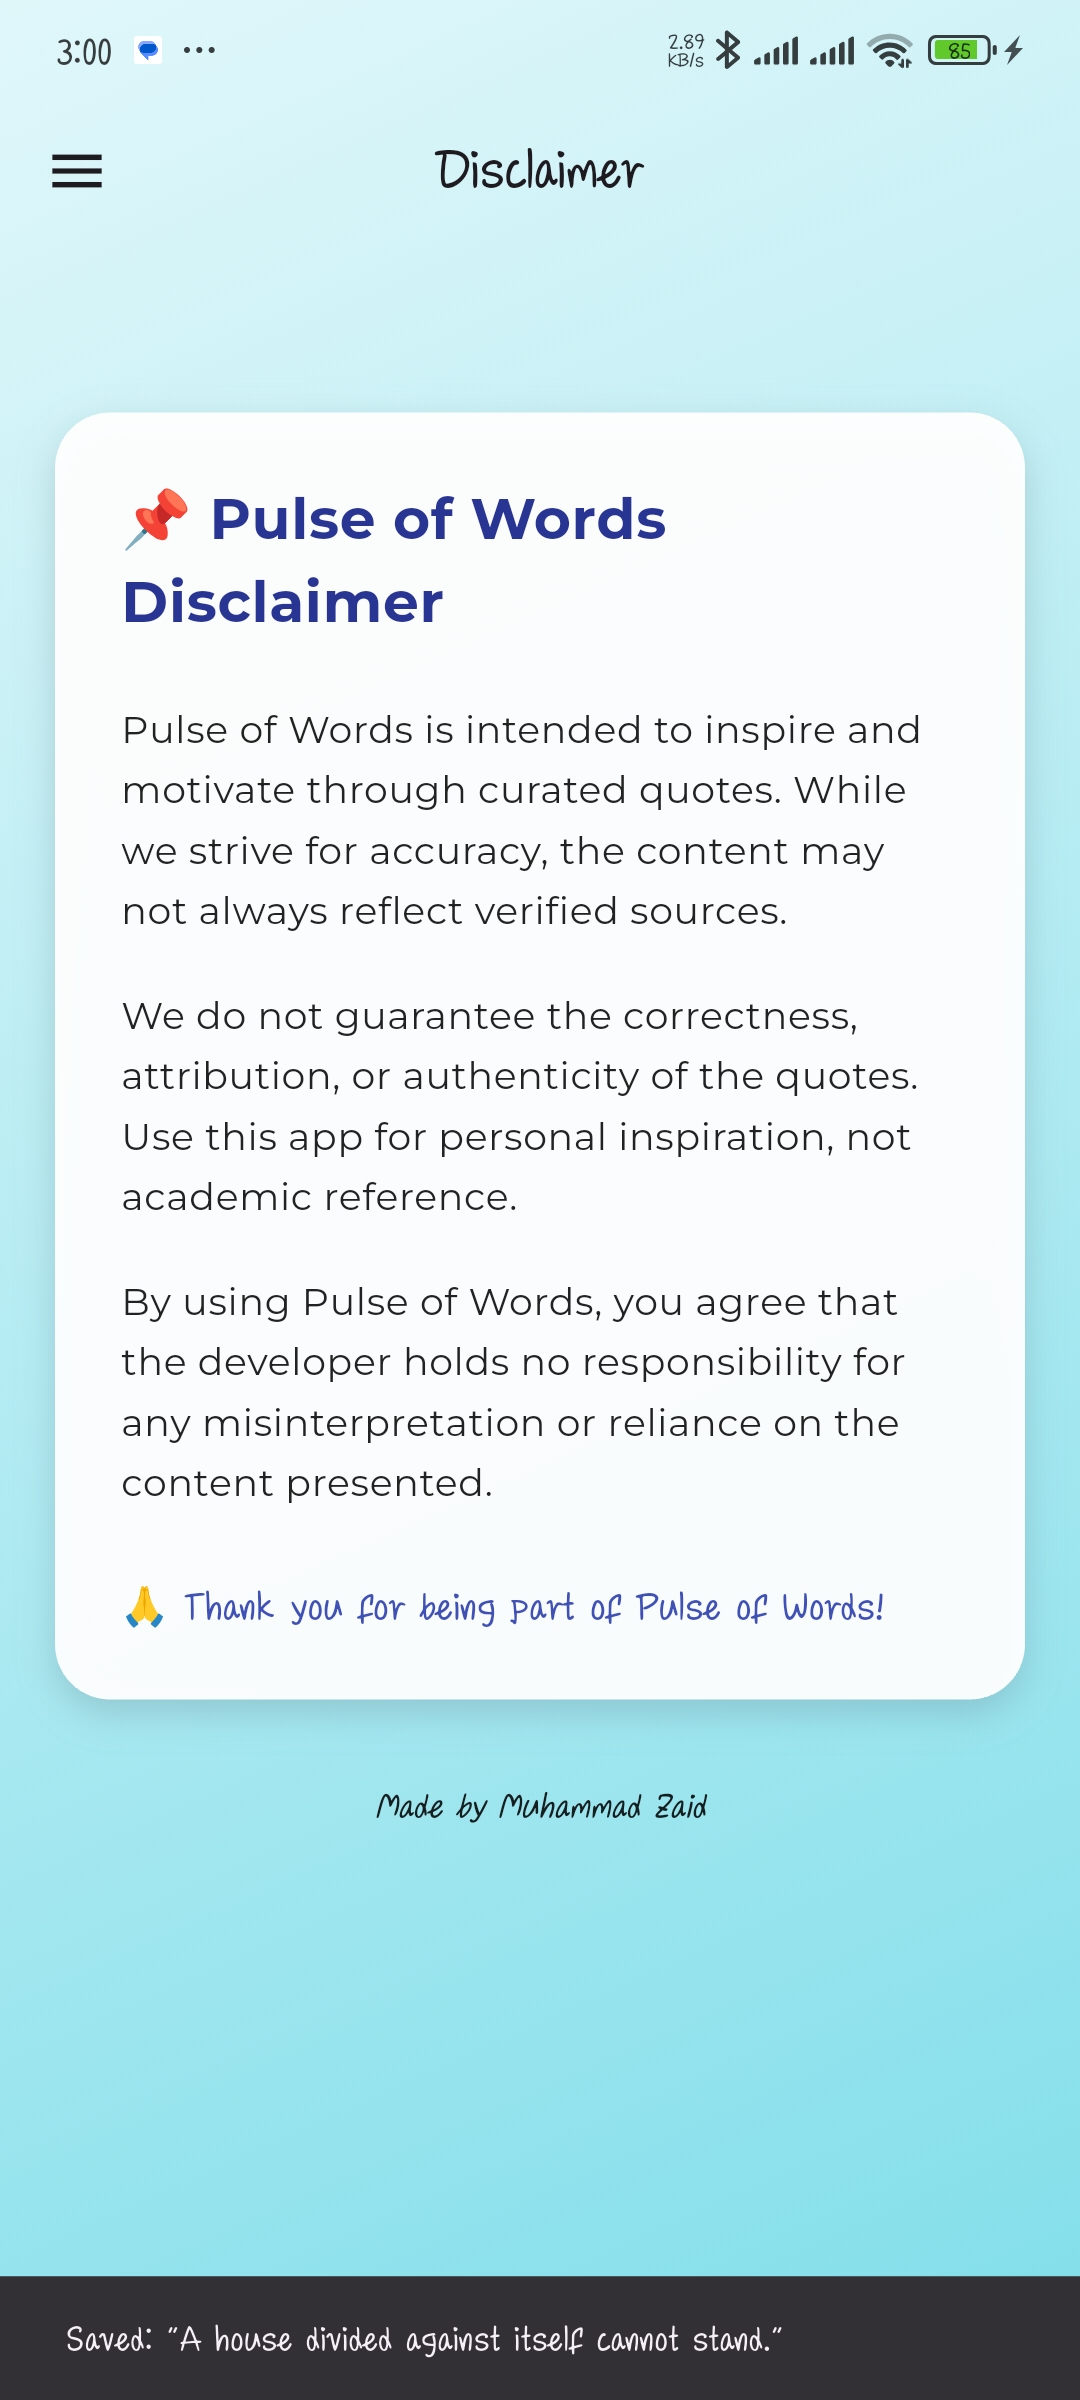 3:00 ... 2.89 KB/s 85
Disclaimer
📌 Pulse of Words
Disclaimer
Pulse of Words is intended to inspire and
motivate through curated quotes. While
we strive for accuracy, the content may
not always reflect verified sources.
We do not guarantee the correctness,
attribution, or authenticity of the quotes.
Use this app for personal inspiration, not
academic reference.
By using Pulse of Words, you agree that
the developer holds no responsibility for
any misinterpretation or reliance on the
content presented.
🙏 Thank you for being part of Pulse of Words!
Made by Muhammad Zaid
Saved: "A house divided against itself cannot stand."